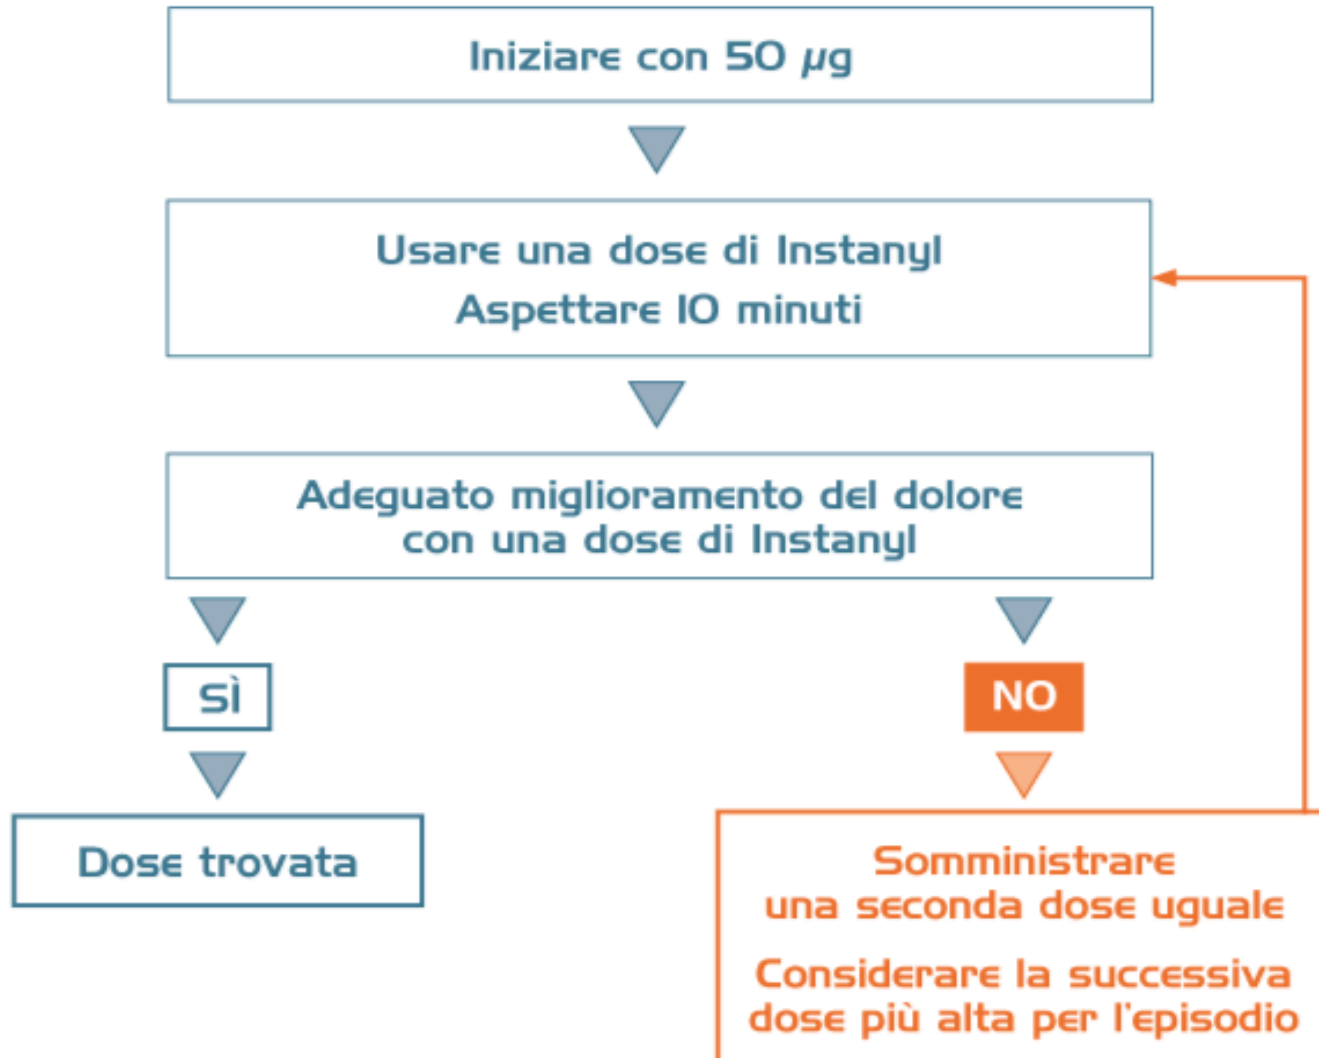 Iniziare con 50 µg
Usare una dose di Instanyl
Aspettare 10 minuti
Adeguato miglioramento del dolore
con una dose di Instanyl
SÌ
NO
Dose trovata
Somministrare
una seconda dose uguale
Considerare la successiva
dose più alta per l'episodio